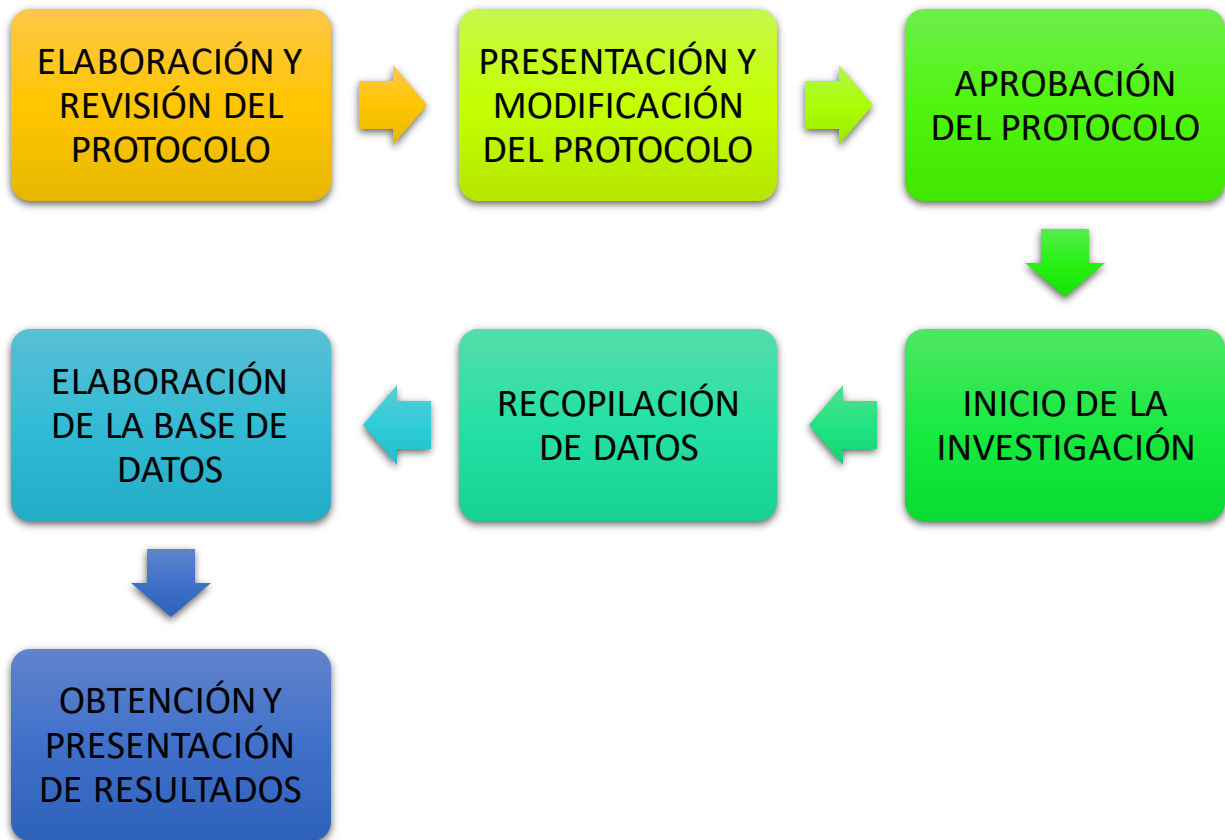 ELABORACIÓN Y
REVISIÓN DEL
PROTOCOLO
PRESENTACIÓN Y
MODIFICACIÓN
DEL PROTOCOLO
APROBACIÓN
DEL PROTOCOLO
INICIO DE LA
INVESTIGACIÓN
RECOPILACIÓN
DE DATOS
ELABORACIÓN
DE LA BASE DE
DATOS
OBTENCIÓN Y
PRESENTACIÓN
DE RESULTADOS